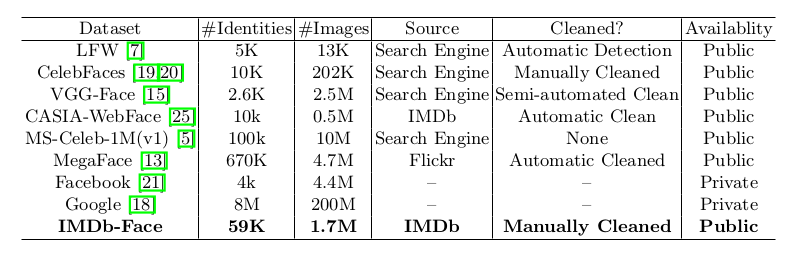 Dataset #Identities #Images Source Cleaned? Availablity
LFW [7] 5K 13K Search Engine Automatic Detection Public
CelebFaces [19][20] 10K 202K Search Engine Manually Cleaned Public
VGG-Face [15] 2.6K 2.5M Search Engine Semi-automated Clean Public
CASIA-WebFace [25] 10k 0.5M IMDb Automatic Clean Public
MS-Celeb-1M(v1) [5] 100k 10M Search Engine None Public
MegaFace [13] 670K 4.7M Flickr Automatic Cleaned Public
Facebook [21] 4k 4.4M – – Private
Google [18] 8M 200M – – Private
IMDb-Face 59K 1.7M IMDb Manually Cleaned Public